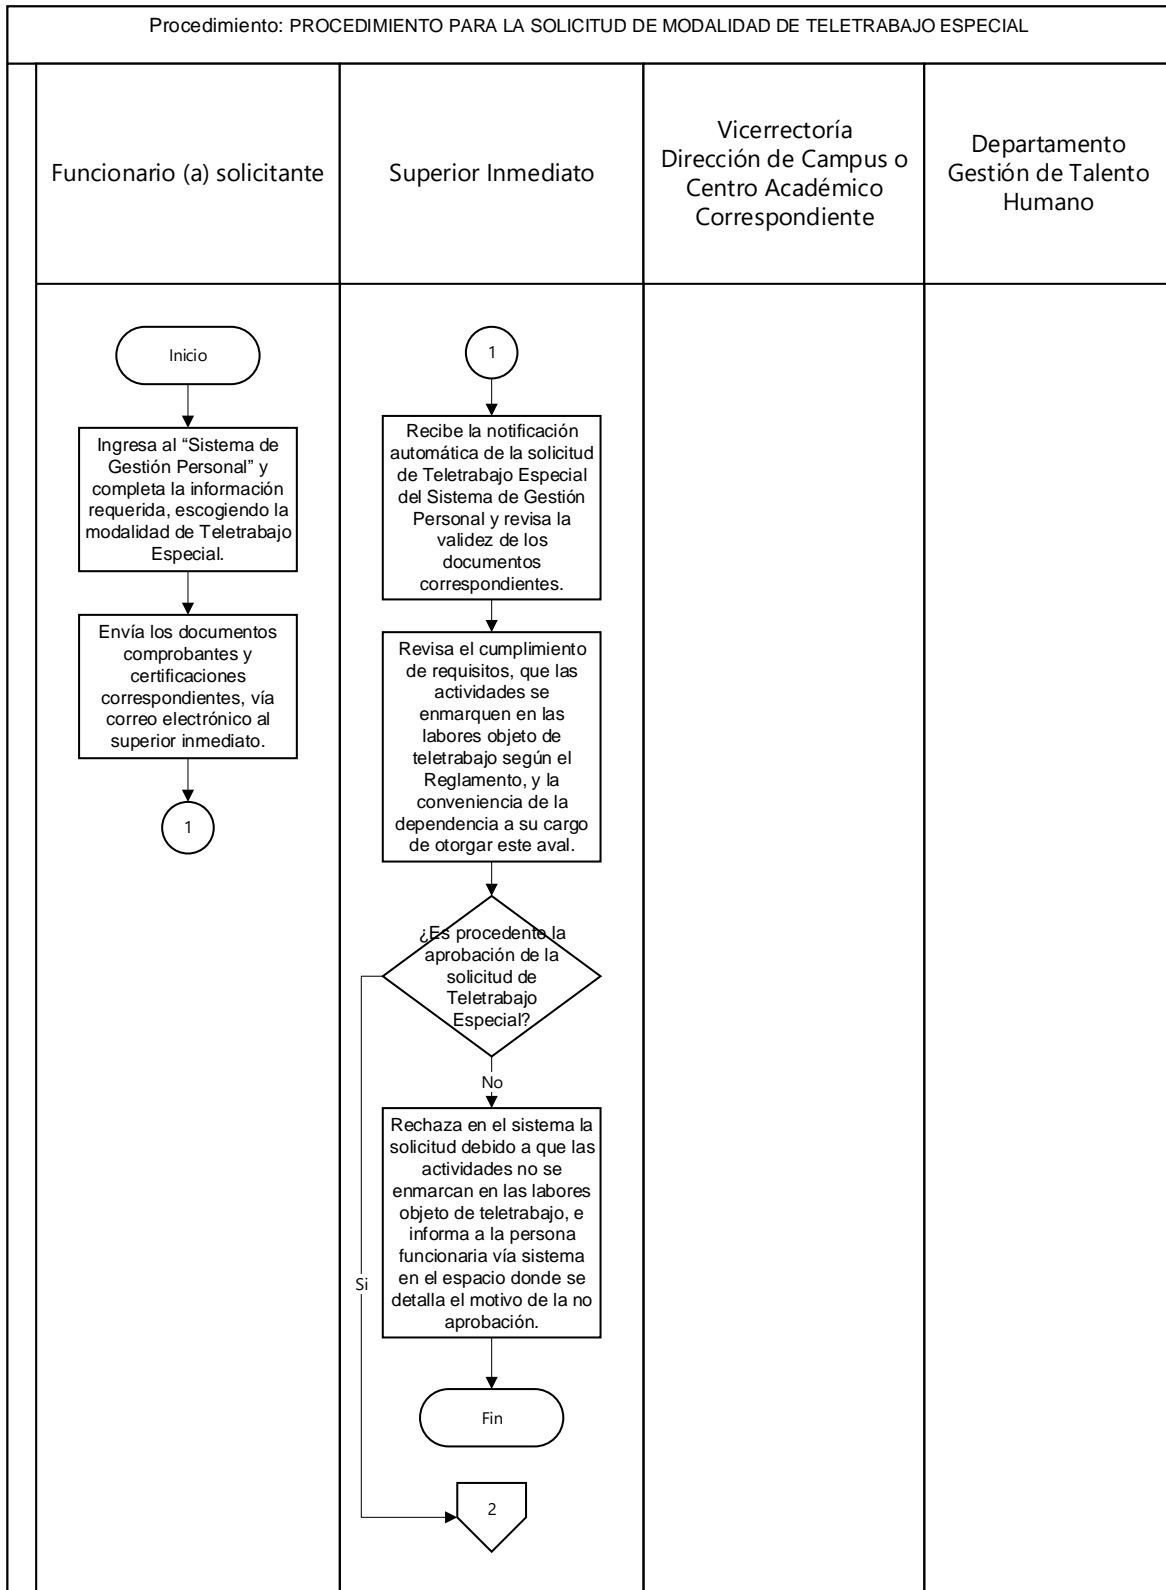 Procedimiento: PROCEDIMIENTO PARA LA SOLICITUD DE MODALIDAD DE TELETRABAJO ESPECIAL
Funcionario (a) solicitante
Superior Inmediato
Vicerrectoría
Dirección de Campus o
Centro Académico
Correspondiente
Departamento
Gestión de Talento
Humano
Inicio
Ingresa al “Sistema de
Gestión Personal” y
completa la información
requerida, escogiendo la
modalidad de Teletrabajo
Especial.
Envía los documentos
comprobantes y
certificaciones
correspondientes, vía
correo electrónico al
superior inmediato.
1
1
Recibe la notificación
automática de la solicitud
de Teletrabajo Especial
del Sistema de Gestión
Personal y revisa la
validez de los
documentos
correspondientes.
Revisa el cumplimiento
de requisitos, que las
actividades se
enmarquen en las
labores objeto de
teletrabajo según el
Reglamento, y la
conveniencia de la
dependencia a su cargo
de otorgar este aval.
¿Es procedente la
aprobación de la
solicitud de
Teletrabajo
Especial?
No
Rechaza en el sistema la
solicitud debido a que las
actividades no se
enmarcan en las labores
objeto de teletrabajo, e
informa a la persona
funcionaria vía sistema
en el espacio donde se
detalla el motivo de la no
aprobación.
Si
Fin
2